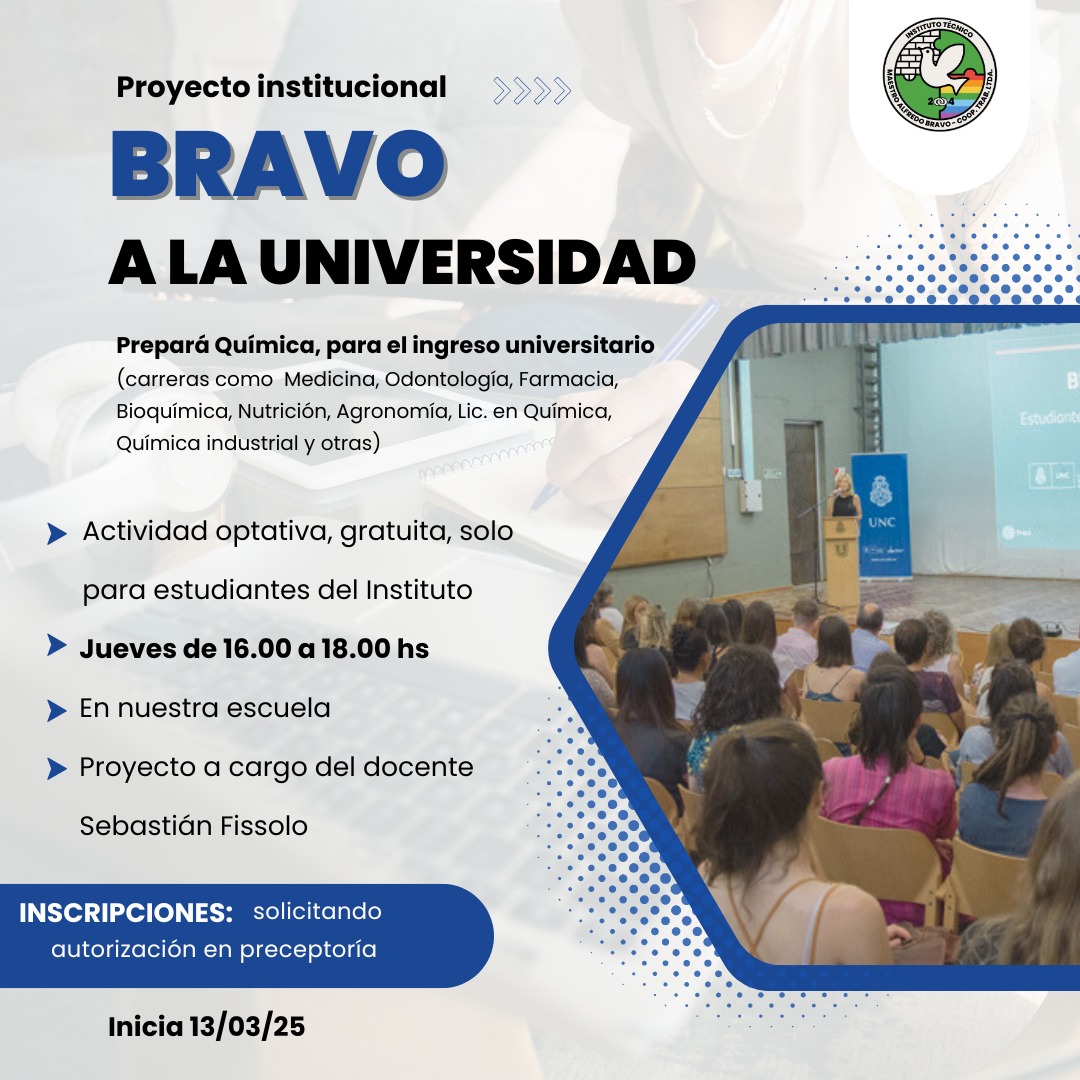 INSTITUTO TÉCNICO
MAESTRO ALFREDO BRAVO - COOP. TRAB. LTDA.
Proyecto institucional
BRAVO
A LA UNIVERSIDAD
Prepará Química, para el ingreso universitario
(carreras como Medicina, Odontología, Farmacia,
Bioquímica, Nutrición, Agronomía, Lic. en Química,
Química industrial y otras)
Estudiante
UNC
UNC
Actividad optativa, gratuita, solo
para estudiantes del Instituto
Jueves de 16.00 a 18.00 hs
En nuestra escuela
Proyecto a cargo del docente
Sebastián Fissolo
INSCRIPCIONES: solicitando
autorización en preceptoría
Inicia 13/03/25